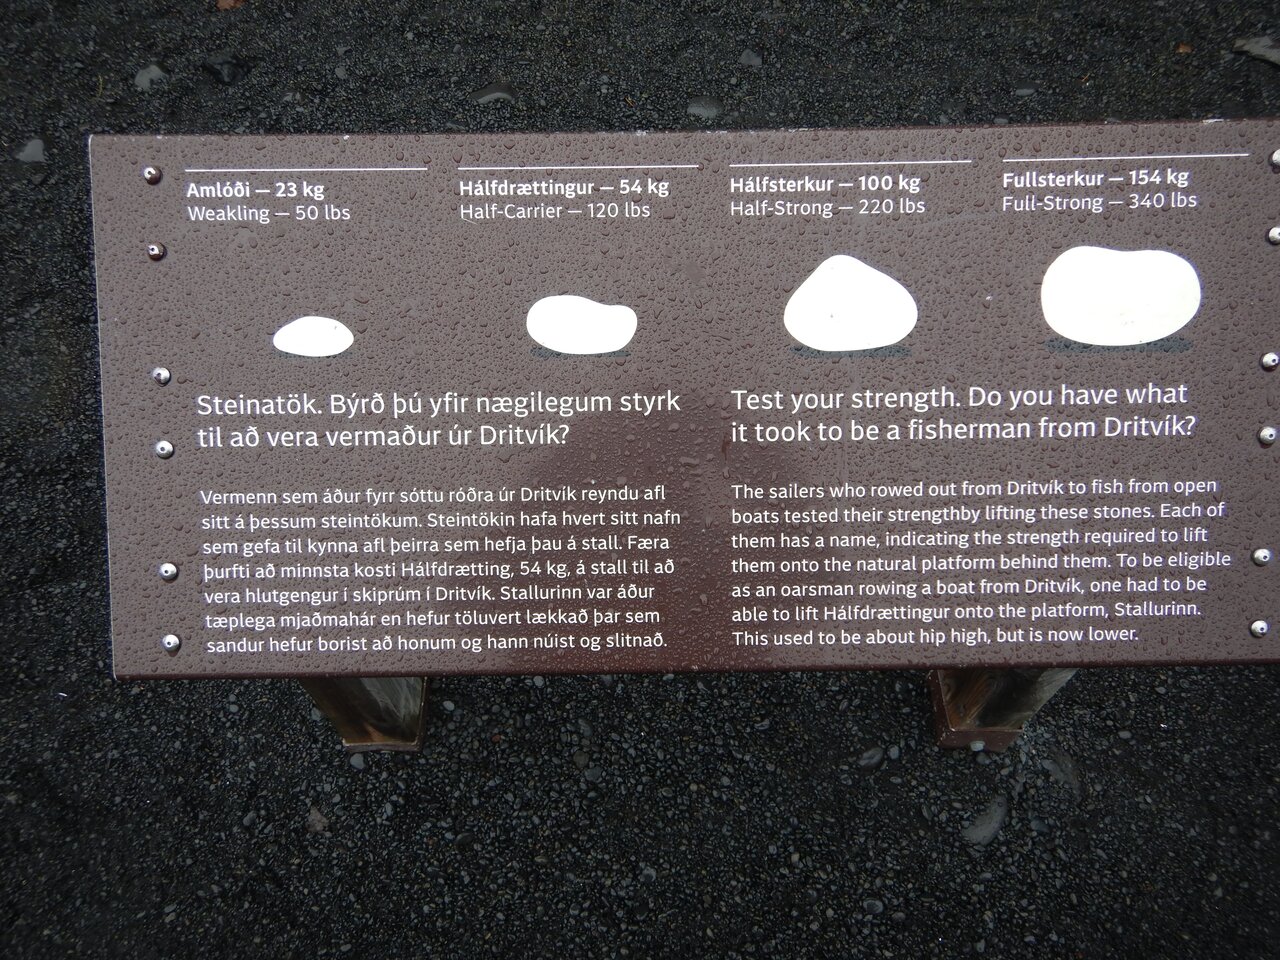 Amlóði – 23 kg
Weakling – 50 lbs
Hálfdrættingur – 54 kg
Half-Carrier – 120 lbs
Hálfsterkur – 100 kg
Half-Strong – 220 lbs
Fullsterkur – 154 kg
Full-Strong – 340 lbs
Steinatök. Býrð þú yfir nægilegum styrk
til að vera vermaður úr Dritvík?
Vermenn sem áður fyrr sóttu róðra úr Dritvík reyndu afl
sitt á þessum steintökum. Steintökin hafa hvert sitt nafn
sem gefa til kynna afl þeirra sem hefja þau á stall. Færa
þurfti að minnsta kosti Hálfdrætting, 54 kg, á stall til að
vera hlutgengur í skiprúm í Dritvík. Stallurinn var áður
tæplega mjaðmahár en hefur töluvert lækkað þar sem
sandur hefur borist að honum og hann núist og slitnað.
Test your strength. Do you have what
it took to be a fisherman from Dritvík?
The sailers who rowed out from Dritvík to fish from open
boats tested their strengthby lifting these stones. Each of
them has a name, indicating the strength required to lift
them onto the natural platform behind them. To be eligible
as an oarsman rowing a boat from Dritvík, one had to be
able to lift Hálfdrættingur onto the platform, Stallurinn.
This used to be about hip high, but is now lower.